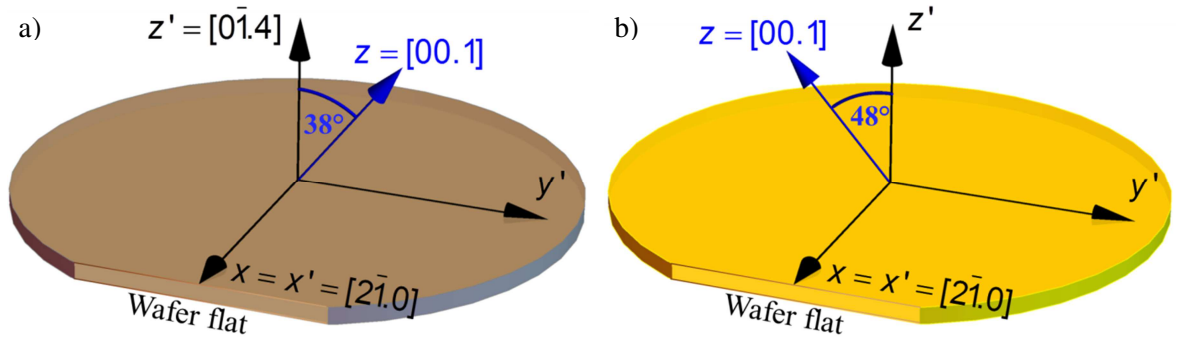 a)
z' = [01̄.4]
z = [00.1]
38°
y'
x = x' = [21̄.0]
Wafer flat
b)
z'
z = [00.1]
48°
y'
x = x' = [21̄.0]
Wafer flat